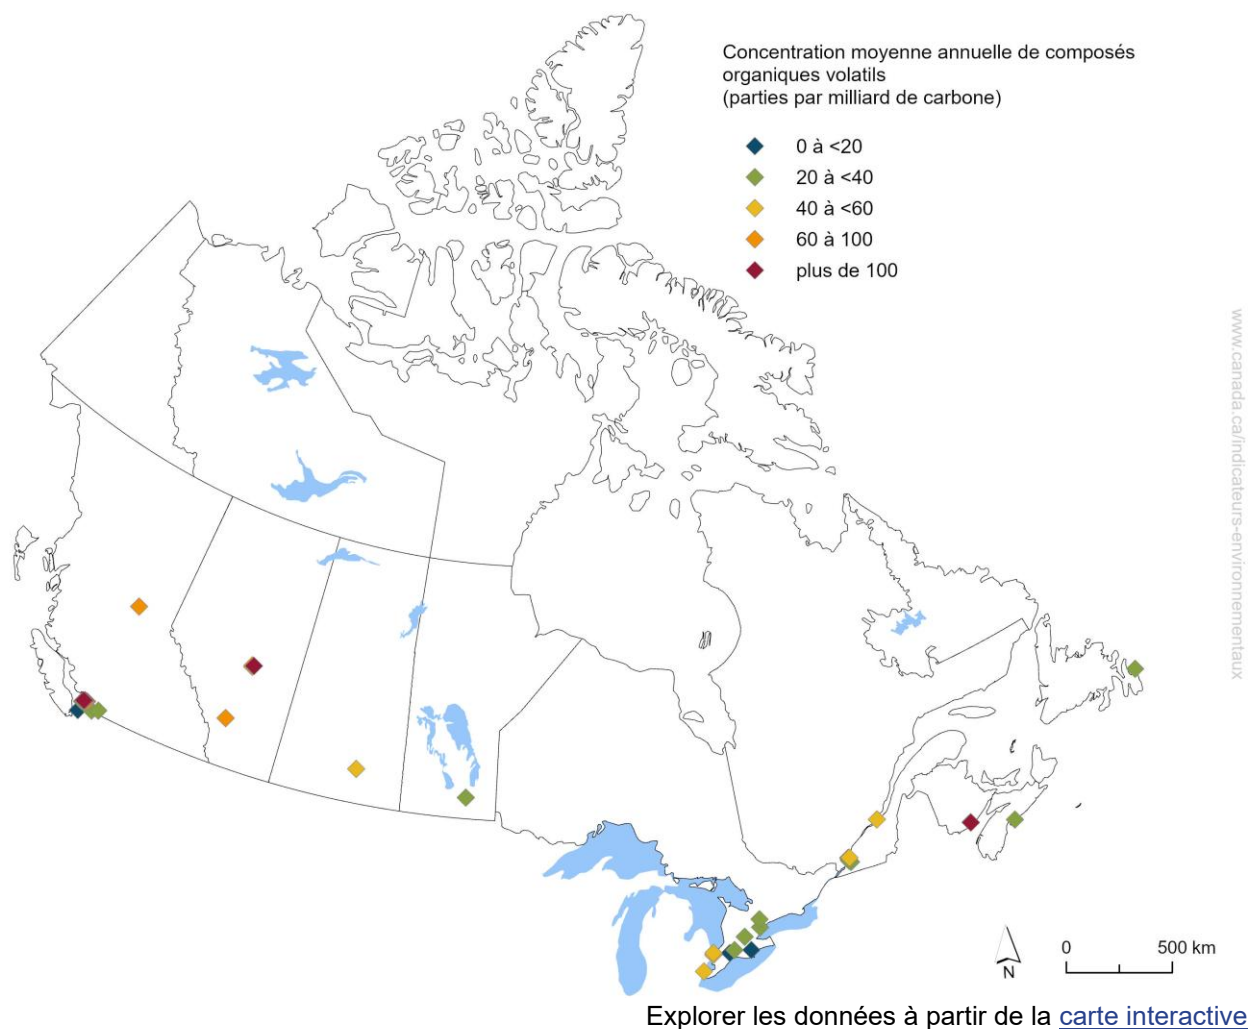 Concentration moyenne annuelle de composés
organiques volatils
(parties par milliard de carbone)
0 à <20
20 à <40
40 à <60
60 à 100
plus de 100
www.canada.ca/indicateurs-environnementaux
0 500 km
N
Explorer les données à partir de la carte interactive